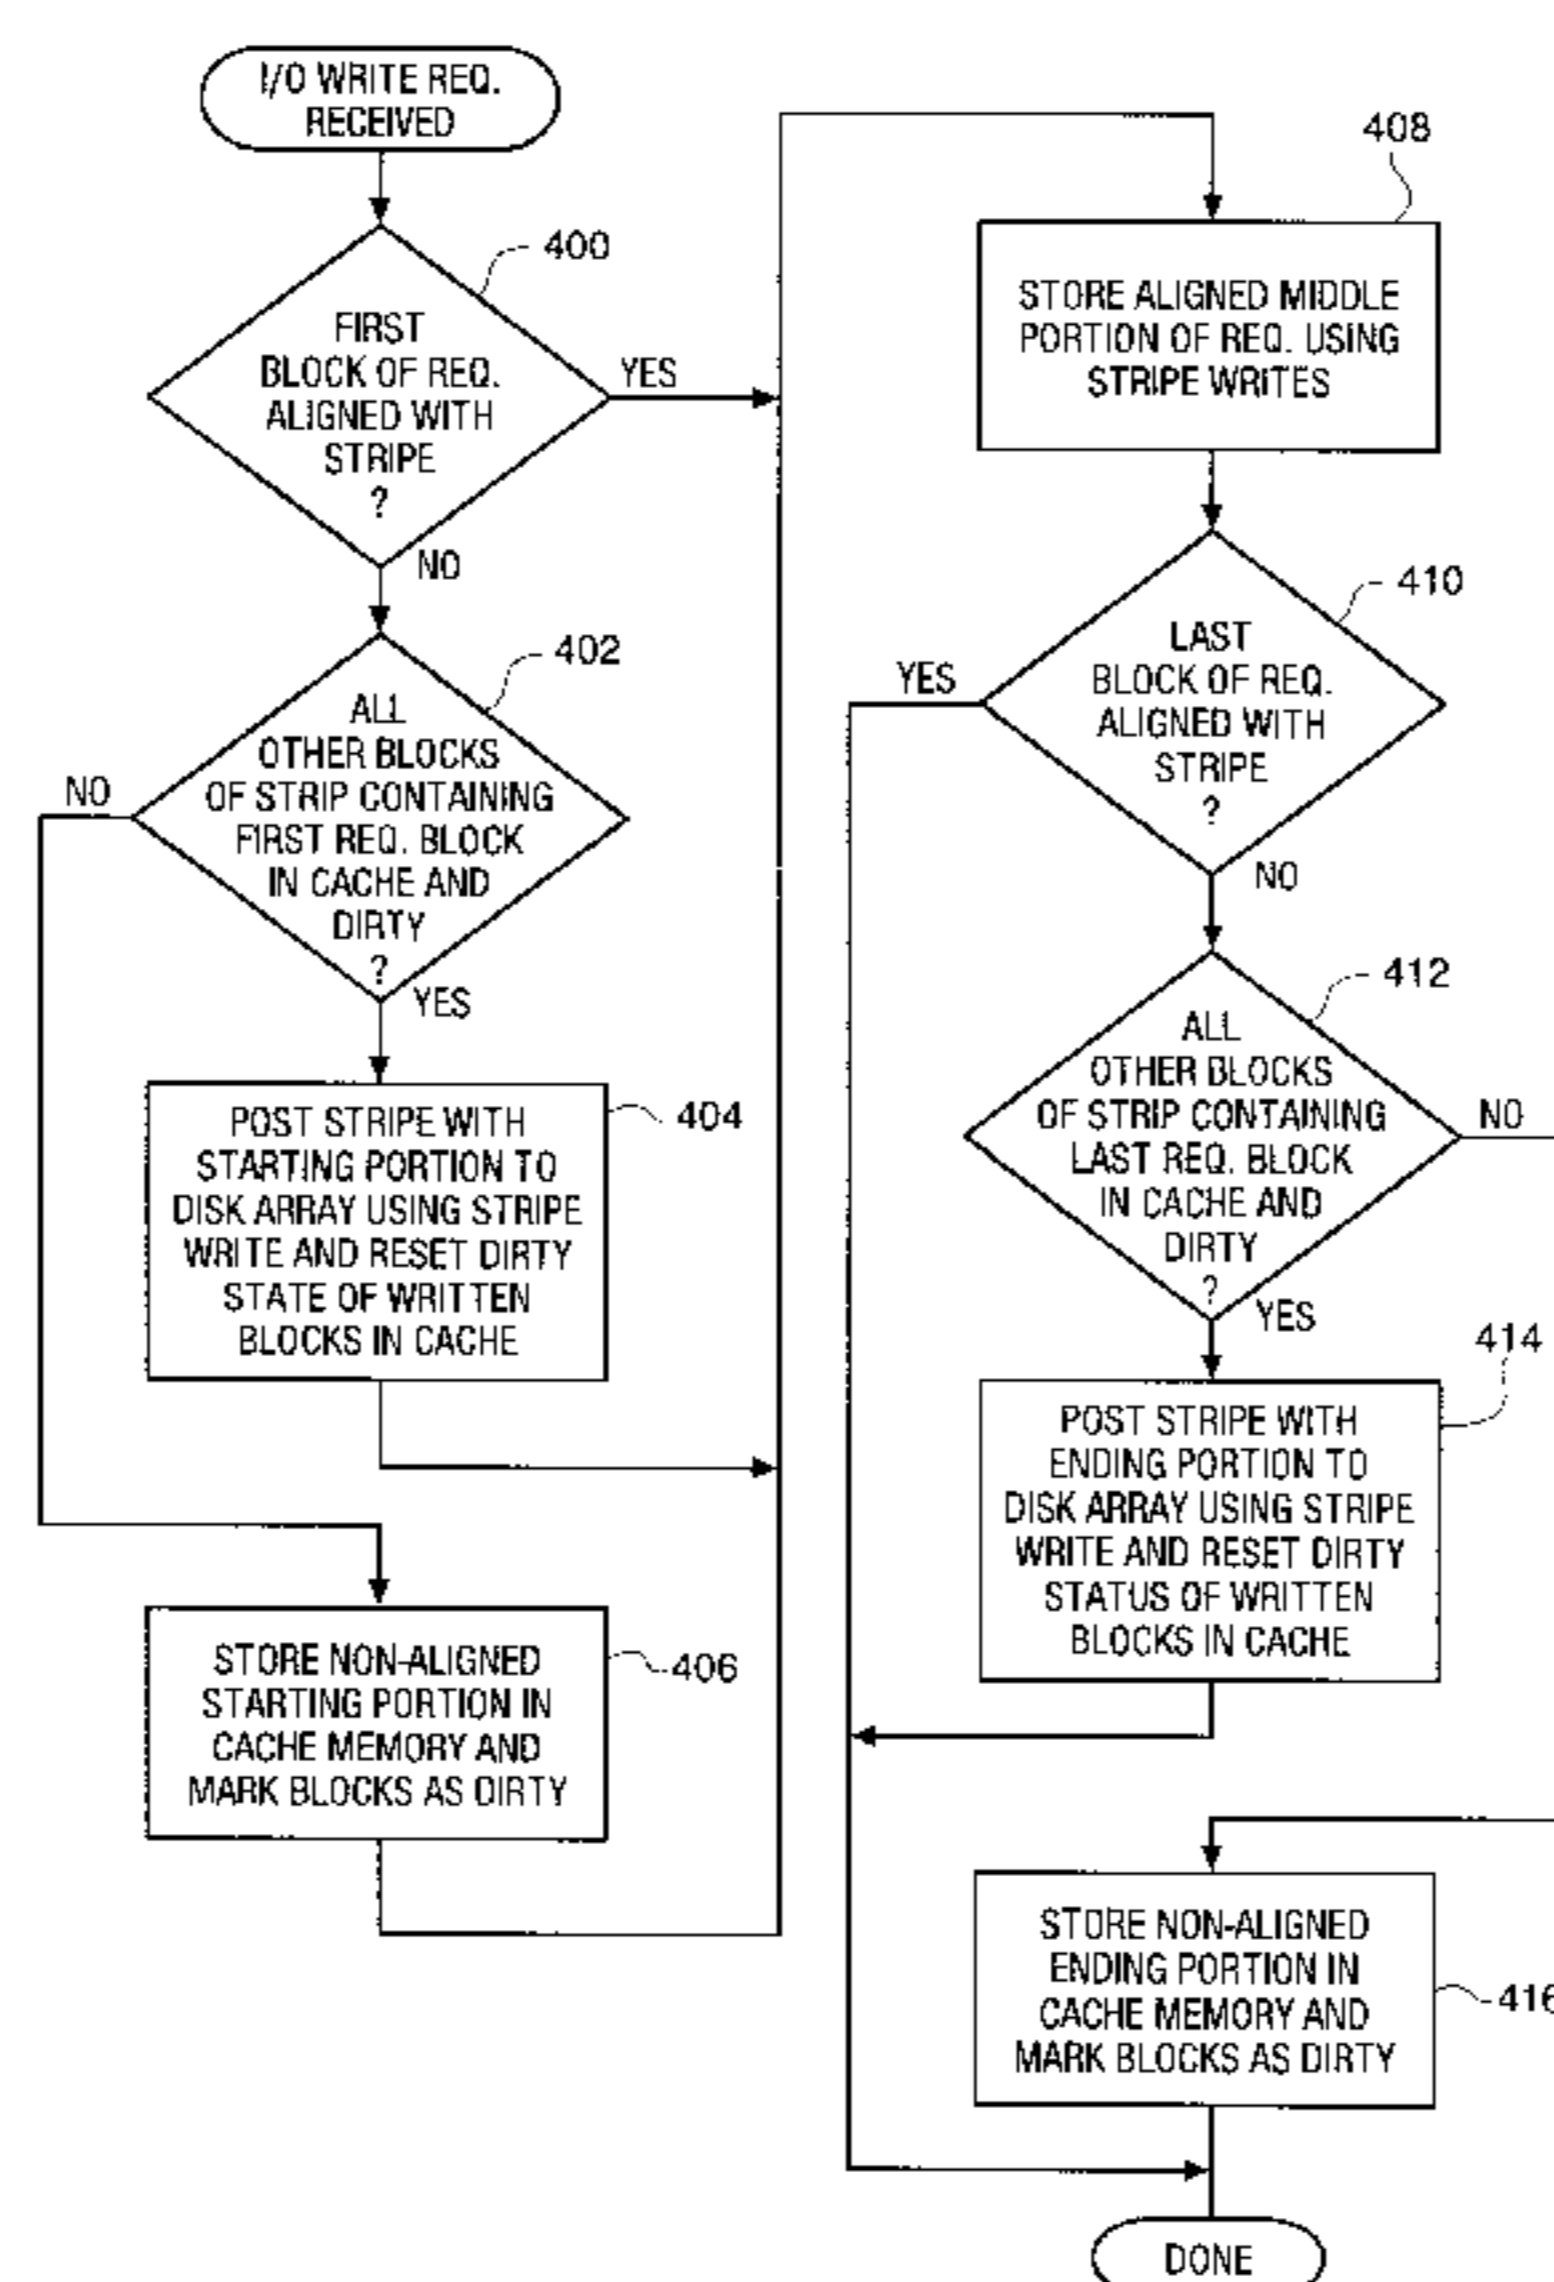 I/O WRITE REQ.
RECEIVED
400
FIRST
BLOCK OF REQ.
ALIGNED WITH
STRIPE
?
YES
NO
402
ALL
OTHER BLOCKS
OF STRIP CONTAINING
FIRST REQ. BLOCK
IN CACHE AND
DIRTY
?
NO
YES
404
POST STRIPE WITH
STARTING PORTION TO
DISK ARRAY USING STRIPE
WRITE AND RESET DIRTY
STATE OF WRITTEN
BLOCKS IN CACHE
406
STORE NON-ALIGNED
STARTING PORTION IN
CACHE MEMORY AND
MARK BLOCKS AS DIRTY
408
STORE ALIGNED MIDDLE
PORTION OF REQ. USING
STRIPE WRITES
410
LAST
BLOCK OF REQ.
ALIGNED WITH
STRIPE
?
YES
NO
412
ALL
OTHER BLOCKS
OF STRIP CONTAINING
LAST REQ. BLOCK
IN CACHE AND
DIRTY
?
NO
YES
414
POST STRIPE WITH
ENDING PORTION TO
DISK ARRAY USING STRIPE
WRITE AND RESET DIRTY
STATUS OF WRITTEN
BLOCKS IN CACHE
STORE NON-ALIGNED
ENDING PORTION IN
CACHE MEMORY AND
MARK BLOCKS AS DIRTY
416
DONE